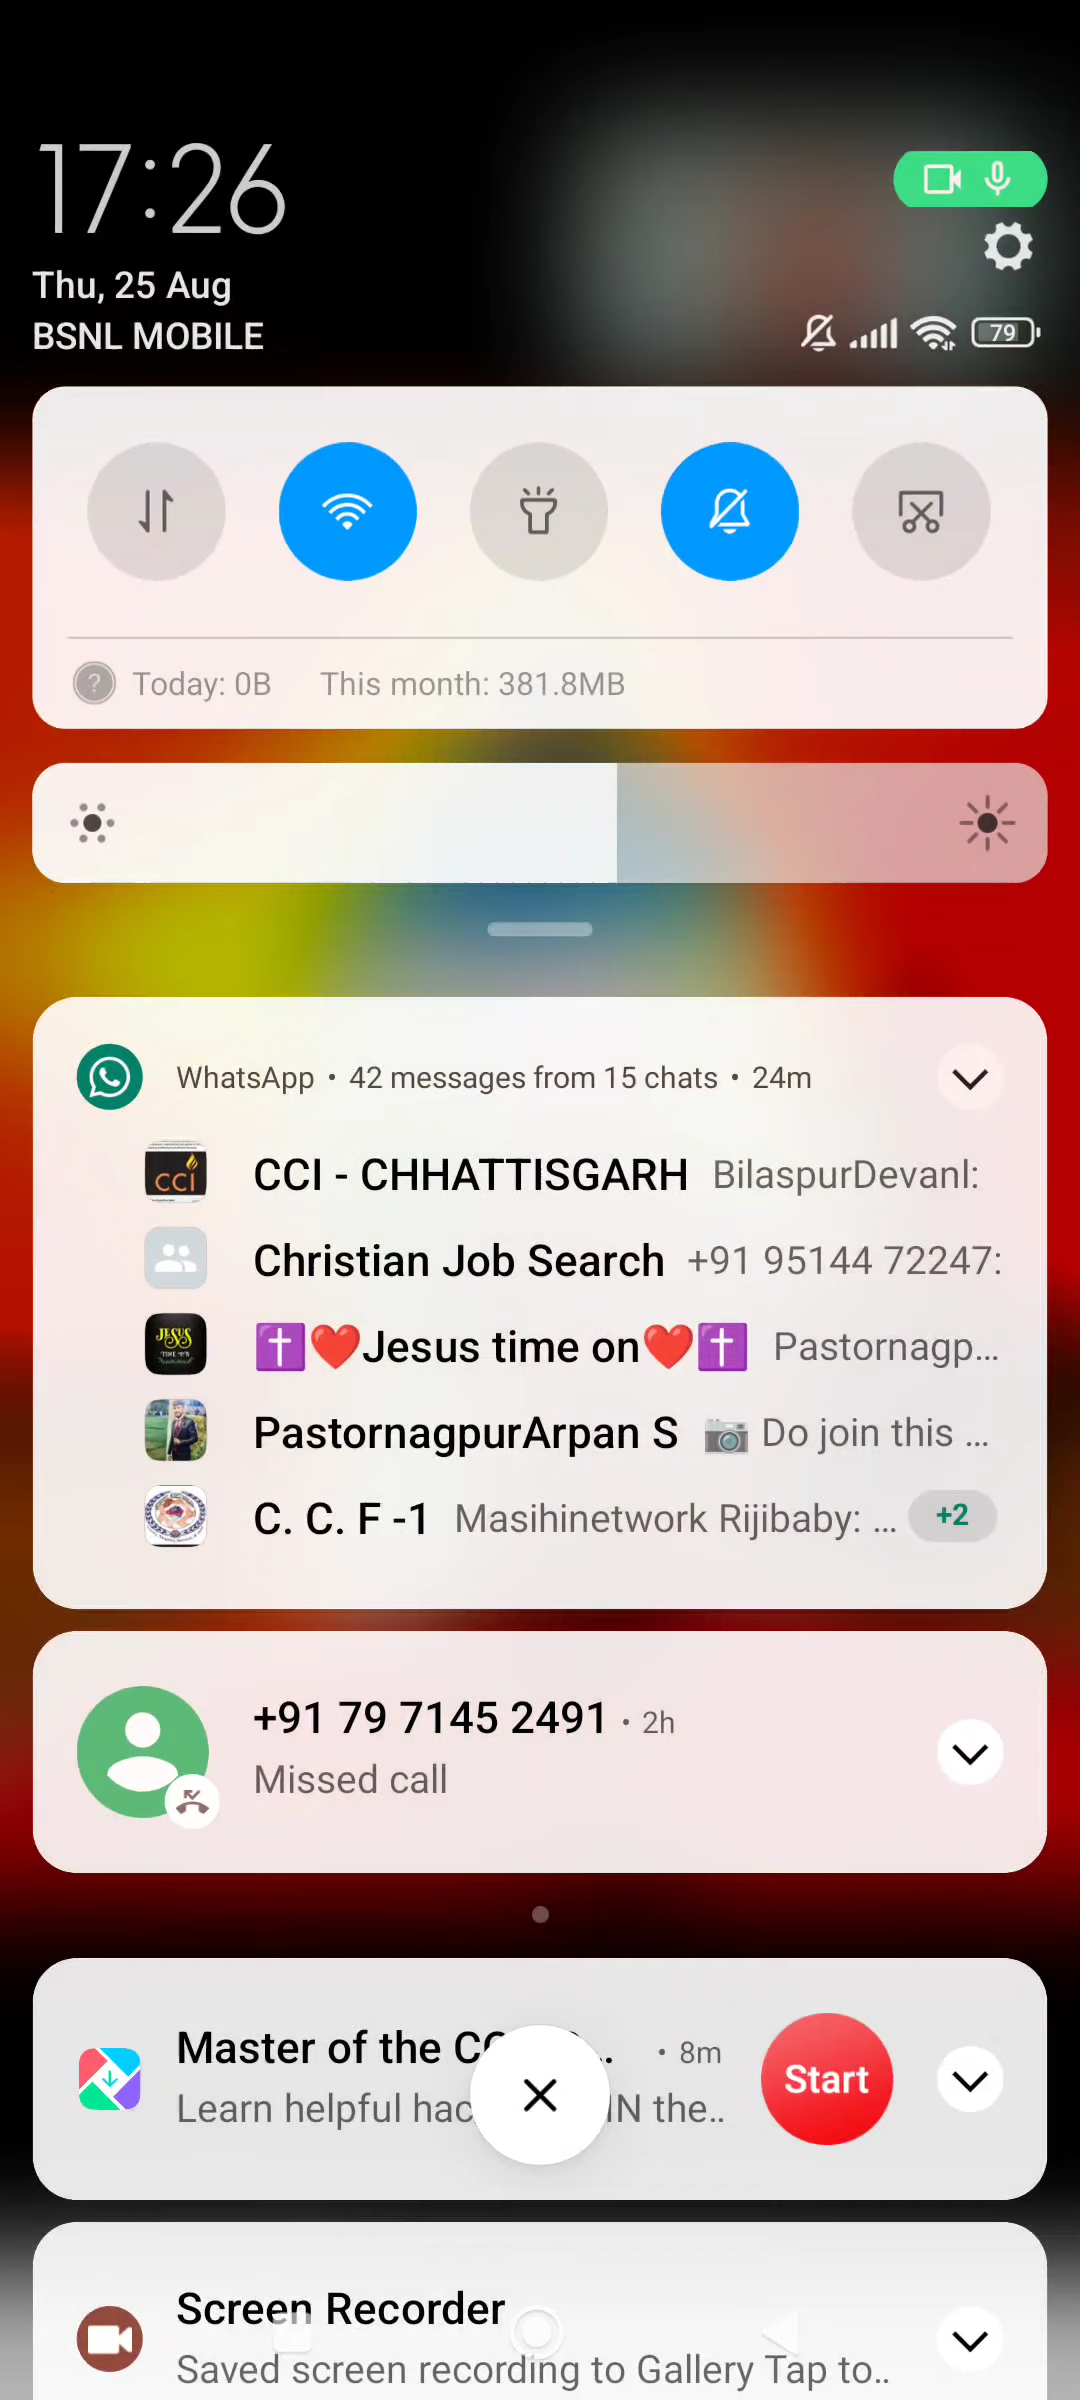 17:26
Thu, 25 Aug
BSNL MOBILE
79
Today: 0B This month: 381.8MB
WhatsApp • 42 messages from 15 chats • 24m
CCI
CCI - CHHATTISGARH BilaspurDevanl:
Christian Job Search +91 95144 72247:
JESUS
✝️❤️Jesus time on❤️✝️ Pastornagp...
PastornagpurArpan S 📷 Do join this ...
C. C. F -1 Masihinetwork Rijibaby: ... +2
+91 79 7145 2491 • 2h
Missed call
Master of the • 8m
Learn helpful IN the..
Start
Screen Recorder
Saved screen recording to Gallery Tap to..